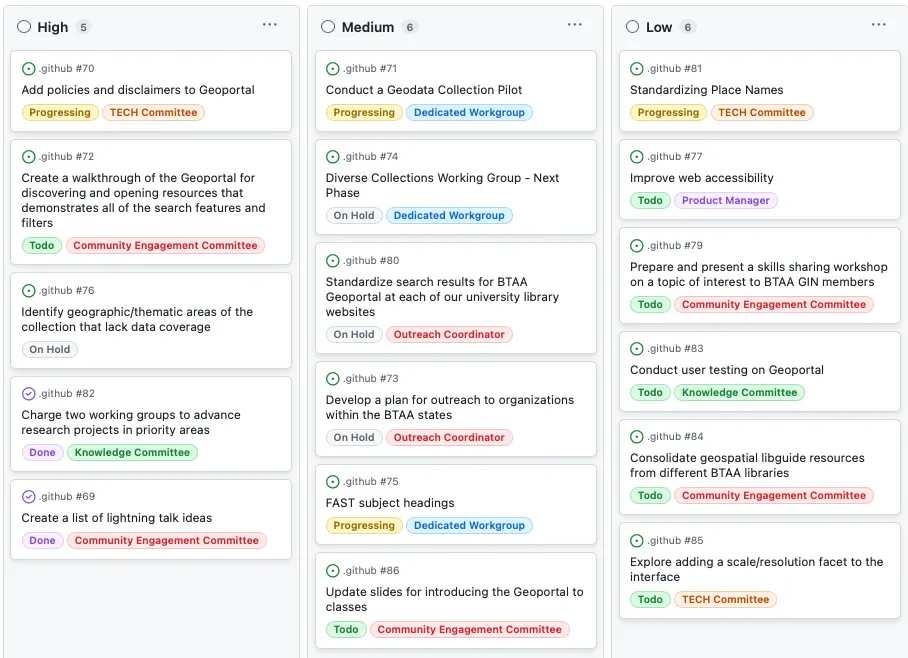 High 5
.github #70
Add policies and disclaimers to Geoportal
Progressing TECH Committee
.github #72
Create a walkthrough of the Geoportal for
discovering and opening resources that
demonstrates all of the search features and
filters
Todo Community Engagement Committee
.github #76
Identify geographic/thematic areas of the
collection that lack data coverage
On Hold
.github #82
Charge two working groups to advance
research projects in priority areas
Done Knowledge Committee
.github #69
Create a list of lightning talk ideas
Done Community Engagement Committee
Medium 6
.github #71
Conduct a Geodata Collection Pilot
Progressing Dedicated Workgroup
.github #74
Diverse Collections Working Group - Next
Phase
On Hold Dedicated Workgroup
.github #80
Standardize search results for BTAA
Geoportal at each of our university library
websites
On Hold Outreach Coordinator
.github #73
Develop a plan for outreach to organizations
within the BTAA states
On Hold Outreach Coordinator
.github #75
FAST subject headings
Progressing Dedicated Workgroup
.github #86
Update slides for introducing the Geoportal to
classes
Todo Community Engagement Committee
Low 6
.github #81
Standardizing Place Names
Progressing TECH Committee
.github #77
Improve web accessibility
Todo Product Manager
.github #79
Prepare and present a skills sharing workshop
on a topic of interest to BTAA GIN members
Todo Community Engagement Committee
.github #83
Conduct user testing on Geoportal
Todo Knowledge Committee
.github #84
Consolidate geospatial libguide resources
from different BTAA libraries
Todo Community Engagement Committee
.github #85
Explore adding a scale/resolution facet to the
interface
Todo TECH Committee